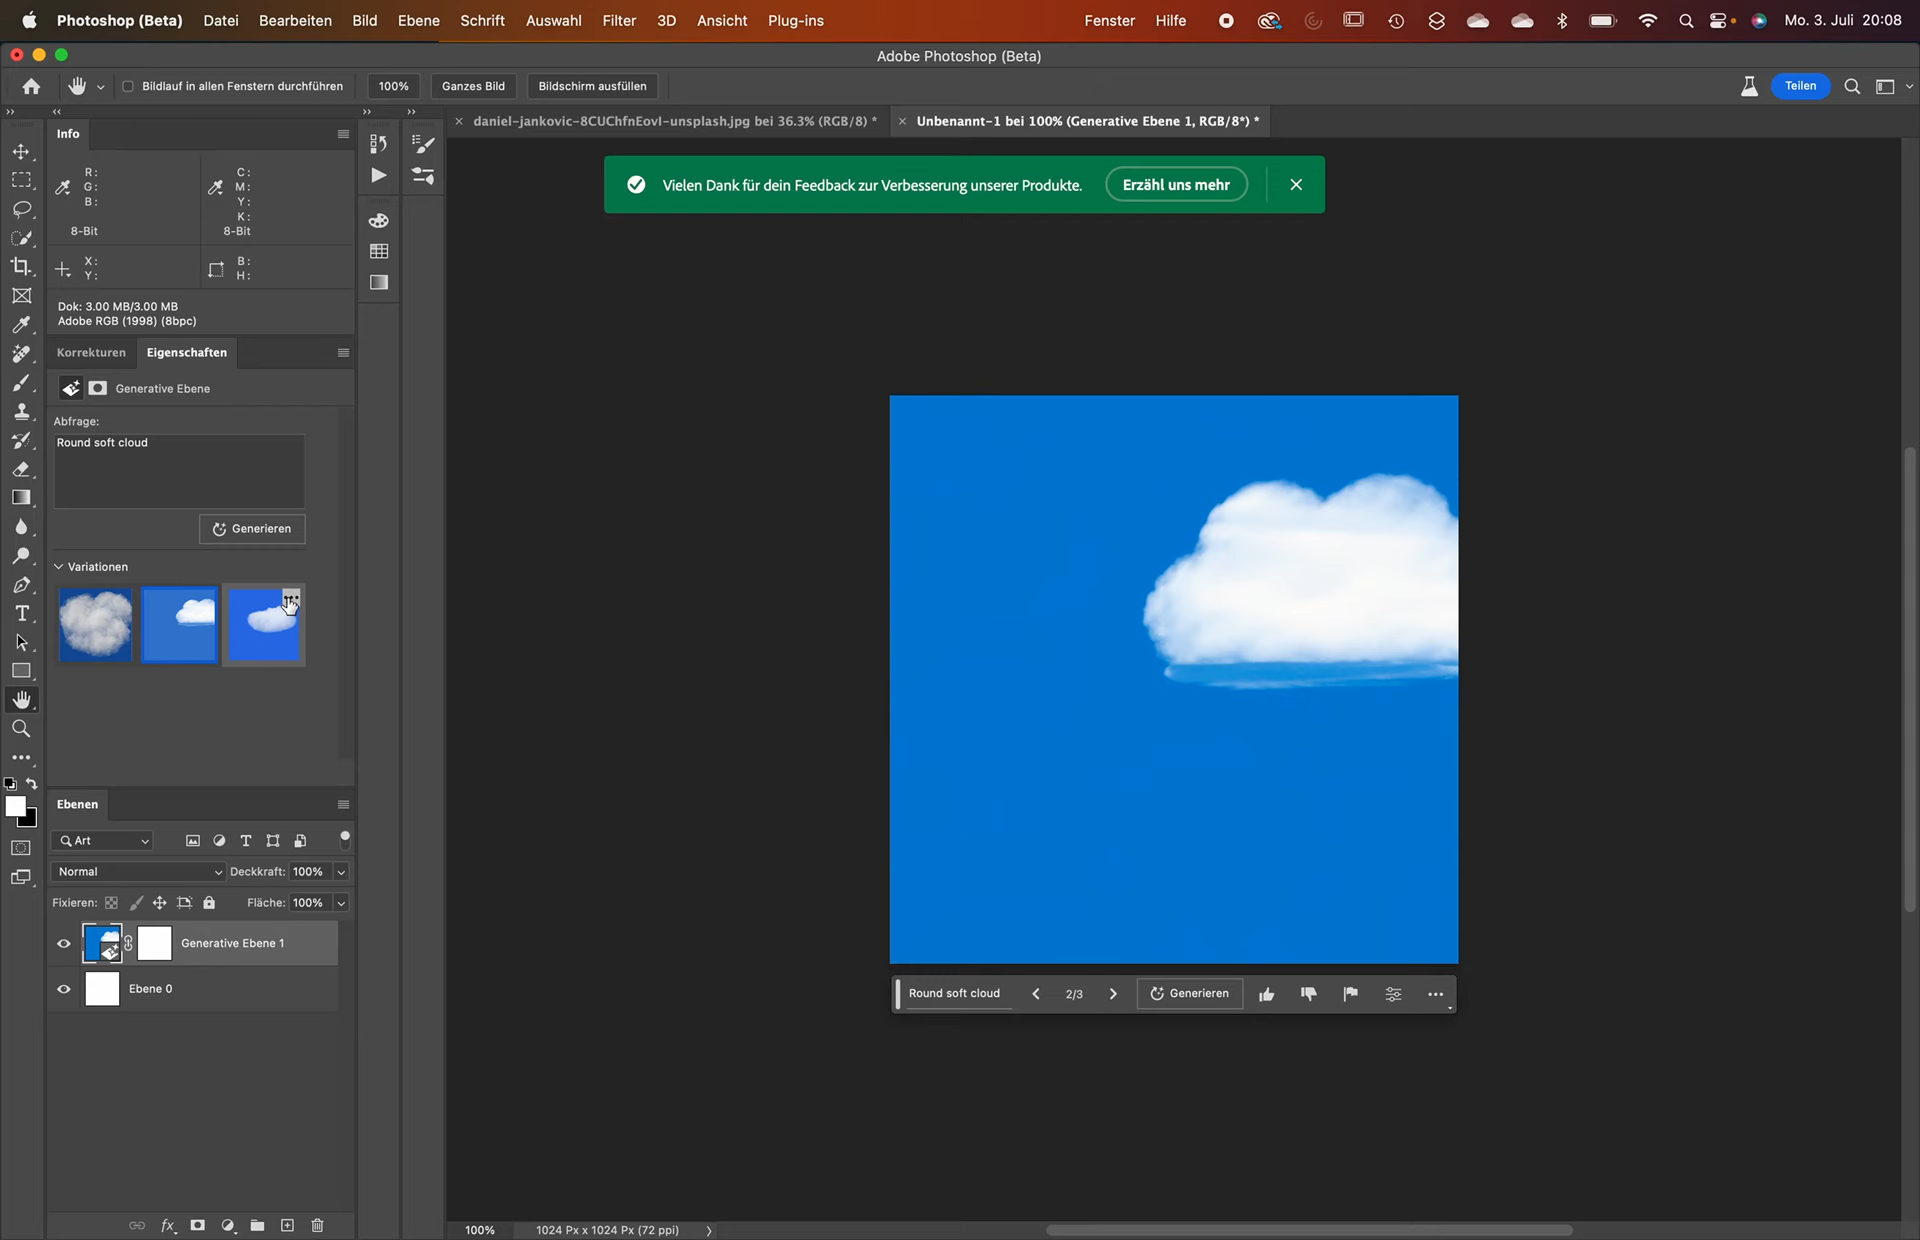 Photoshop (Beta) Datei Bearbeiten Bild Ebene Schrift Auswahl Filter 3D Ansicht Plug-ins Fenster Hilfe Mo. 3. Juli 20:08
Adobe Photoshop (Beta)
Bildlauf in allen Fenstern durchführen 100% Ganzes Bild Bildschirm ausfüllen Teilen
daniel-jankovic-8CUChfnEovI-unsplash.jpg bei 36.3% (RGB/8) * Unbenannt-1 bei 100% (Generative Ebene 1, RGB/8*) *
Info
R: C:
G: M:
B: Y:
K:
8-Bit 8-Bit
X: B:
Y: H:
Dok: 3.00 MB/3.00 MB
Adobe RGB (1998) (8bpc)
Vielen Dank für dein Feedback zur Verbesserung unserer Produkte. Erzähl uns mehr
Korrekturen Eigenschaften
Generative Ebene
Abfrage:
Round soft cloud
Generieren
Variationen
Ebenen
Art
Normal Deckkraft: 100%
Fixieren: Fläche: 100%
Generative Ebene 1
Ebene 0
Round soft cloud 2/3 Generieren
100% 1024 Px x 1024 Px (72 ppi)